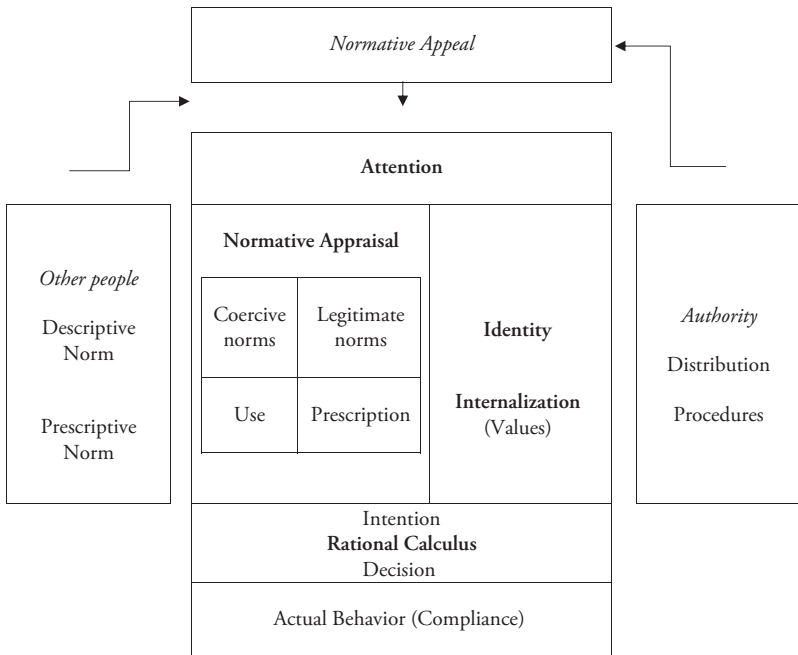 Normative Appeal
Attention
Other people
Descriptive
Norm
Prescriptive
Norm
Normative Appraisal
Coercive
norms
Legitimate
norms
Use
Prescription
Identity
Internalization
(Values)
Authority
Distribution
Procedures
Intention
Rational Calculus
Decision
Actual Behavior (Compliance)